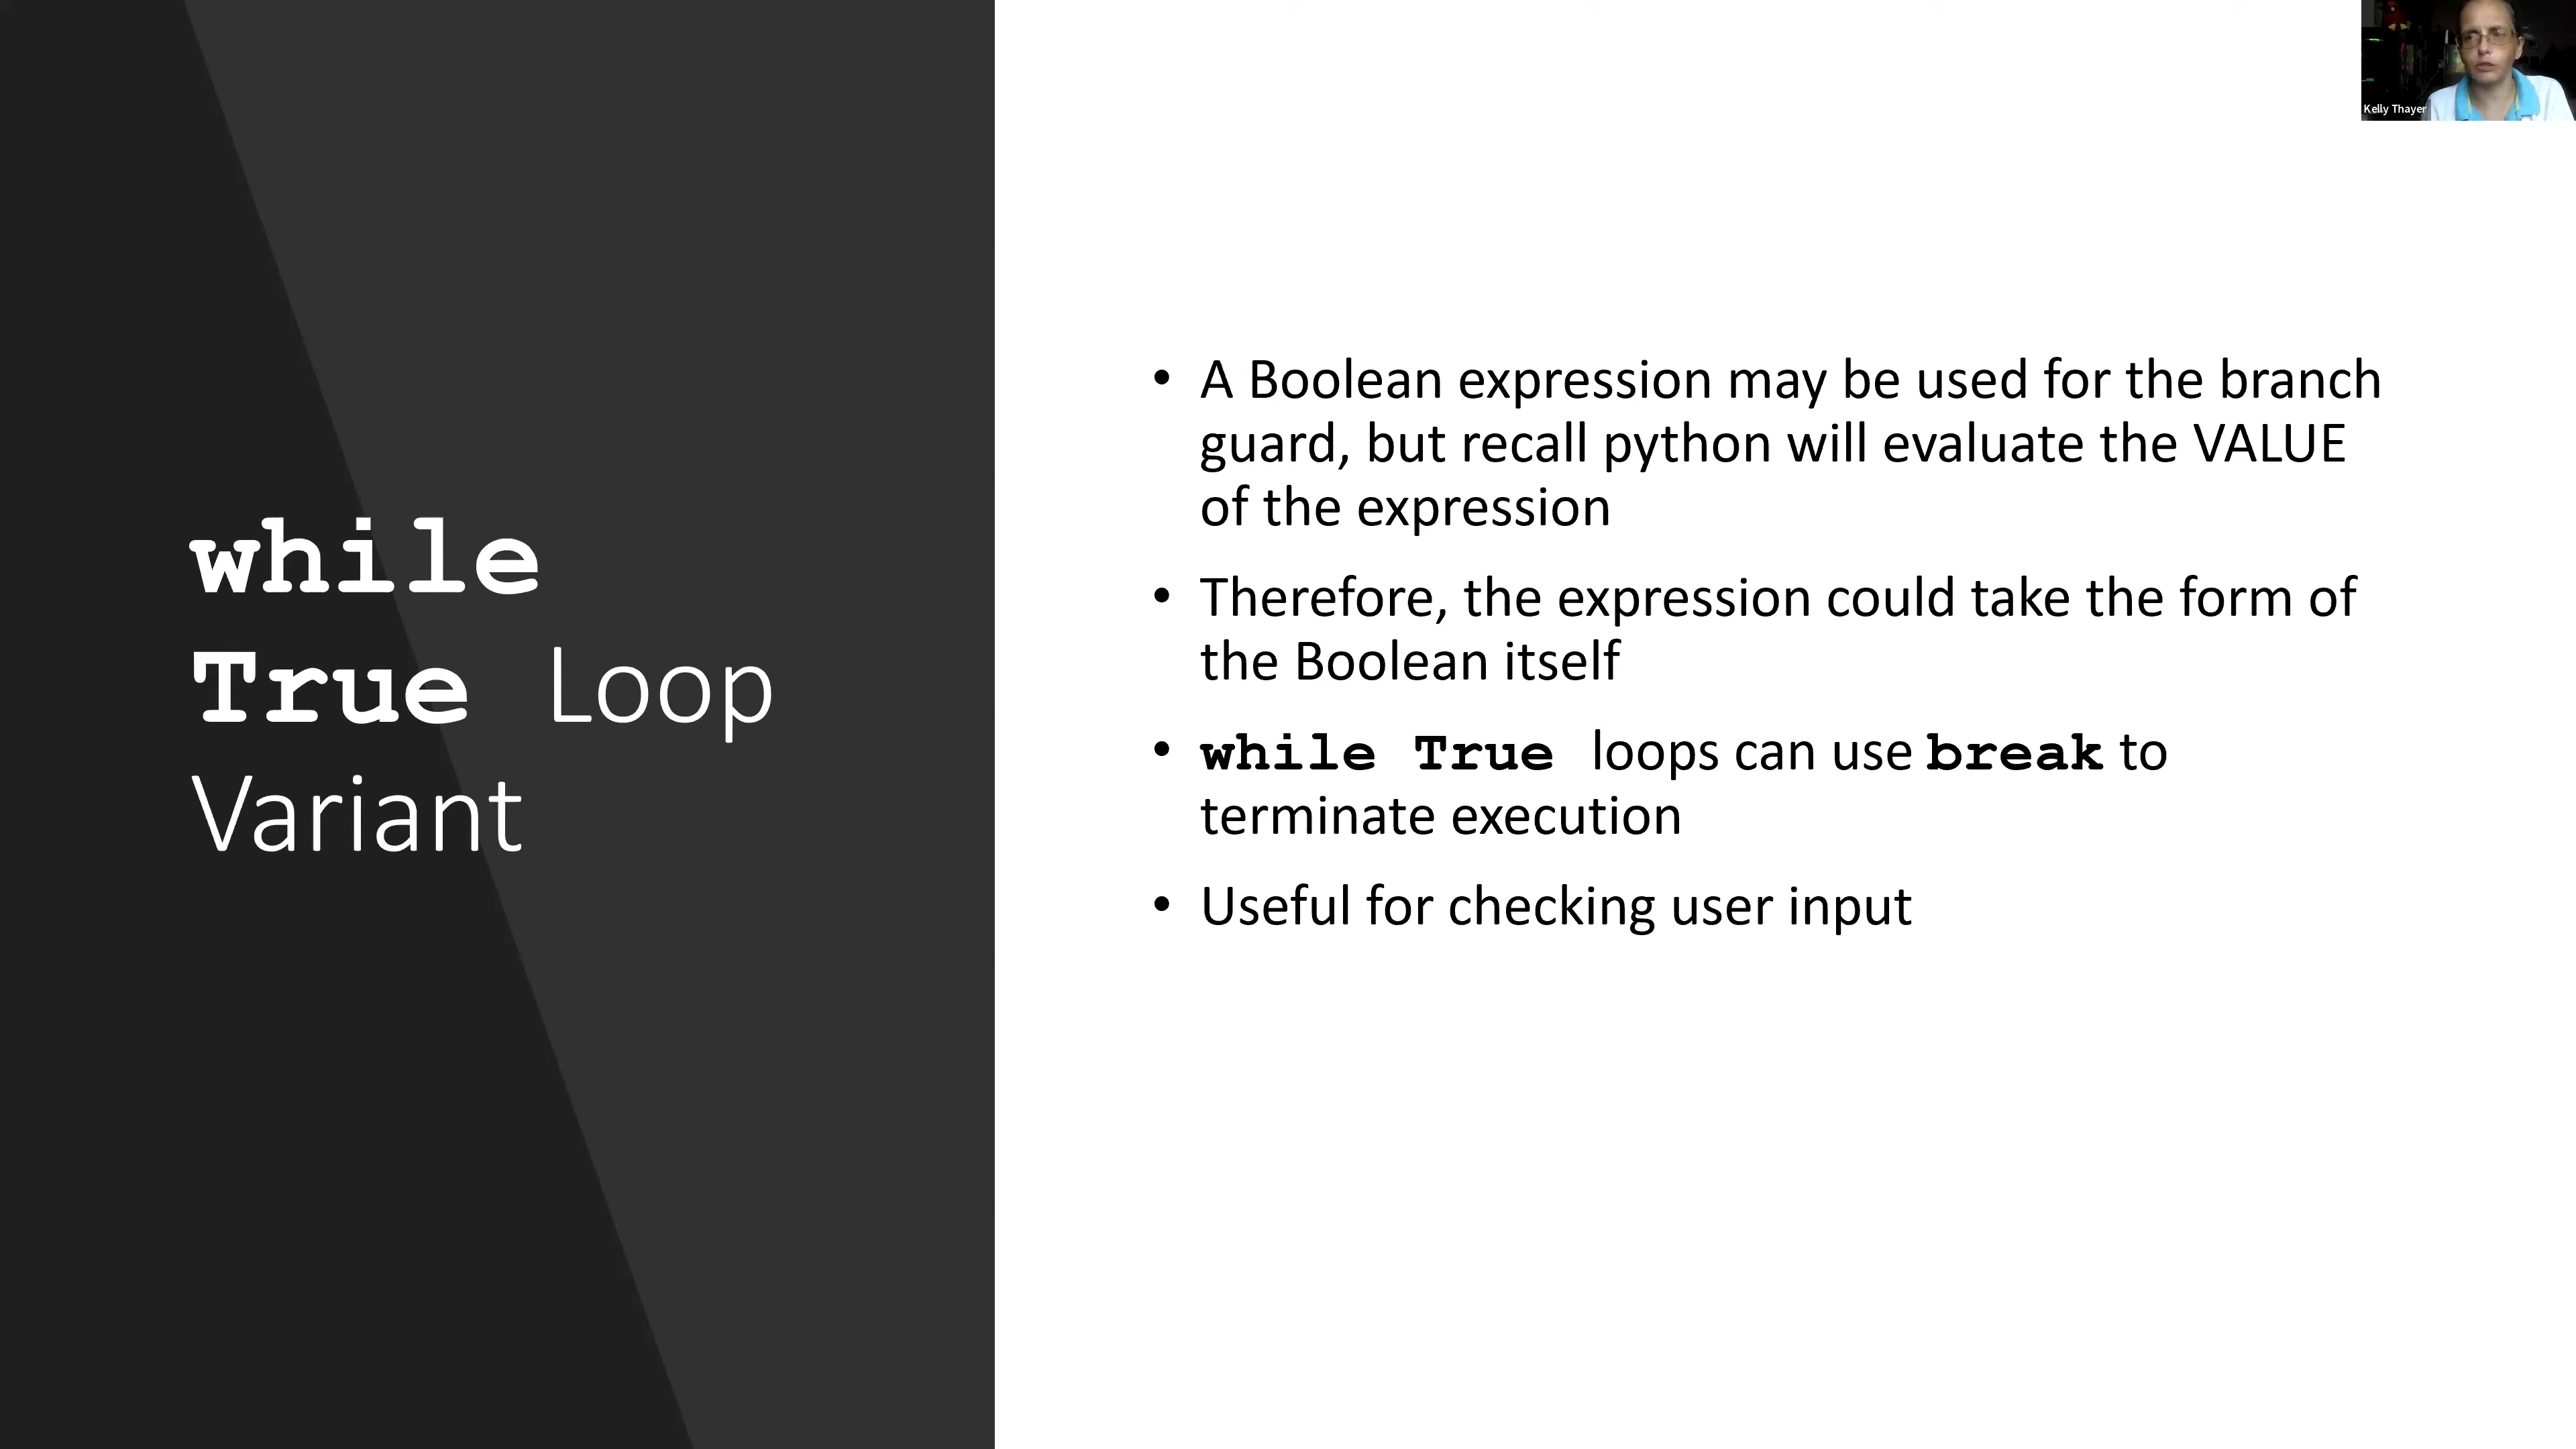 while
True Loop
Variant
• A Boolean expression may be used for the branch
guard, but recall python will evaluate the VALUE
of the expression
• Therefore, the expression could take the form of
the Boolean itself
• while True loops can use break to
terminate execution
• Useful for checking user input
Kelly Thayer